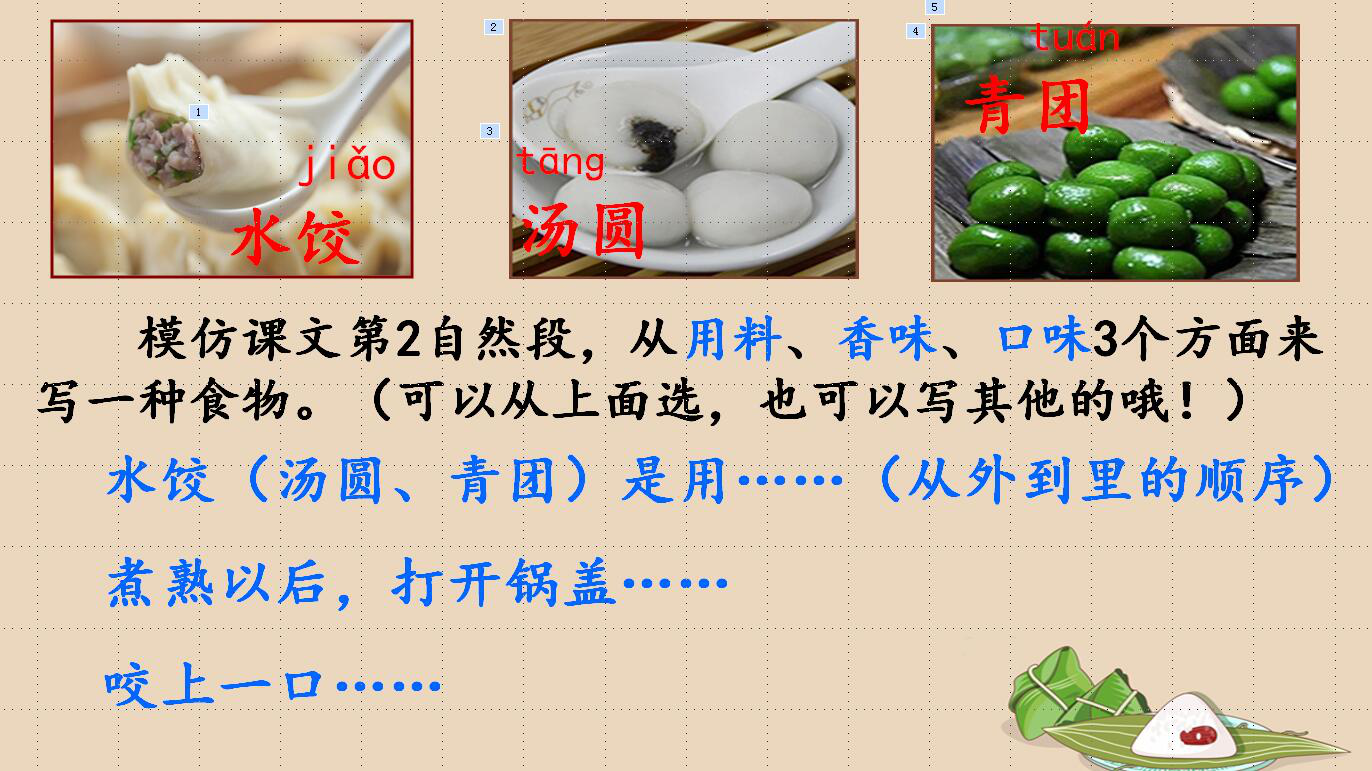 1
2
3
4
5
jiǎo
水饺
tāng
汤圆
tuán
青团
模仿课文第2自然段，从用料、香味、口味3个方面来
写一种食物。（可以从上面选，也可以写其他的哦！）
水饺（汤圆、青团）是用……（从外到里的顺序）
煮熟以后，打开锅盖……
咬上一口……